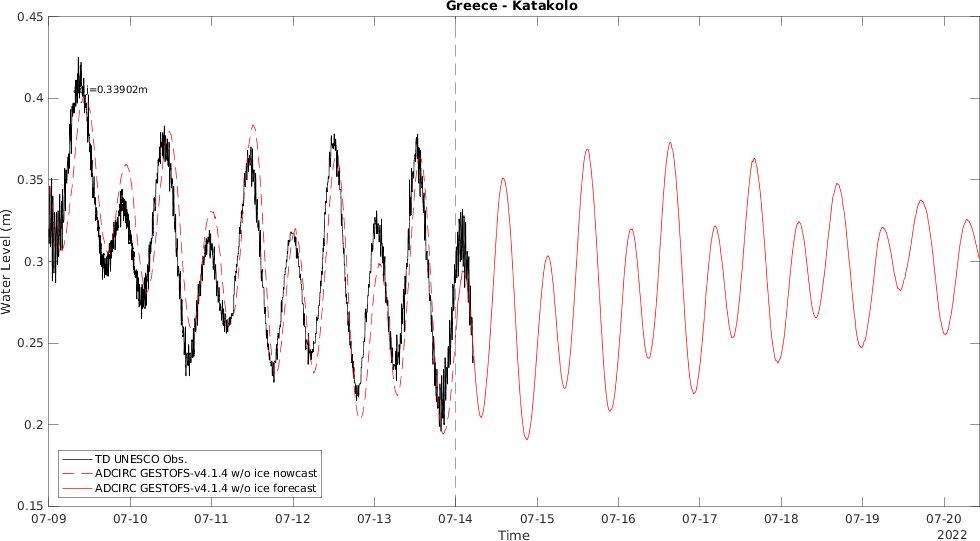 Greece - Katakolo
0.45
0.4
0.35
0.3
0.25
0.2
0.15
Water Level (m)
=0.33902m
TD UNESCO Obs.
ADCIRC GESTOFS-v4.1.4 w/o ice nowcast
ADCIRC GESTOFS-v4.1.4 w/o ice forecast
07-09 07-10 07-11 07-12 07-13 07-14 07-15 07-16 07-17 07-18 07-19 07-20
Time
2022